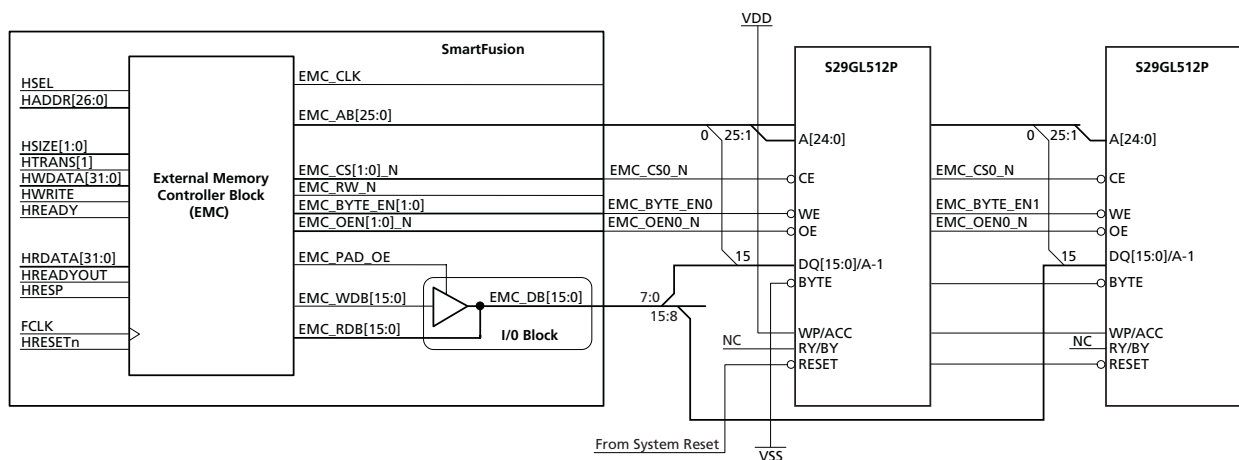 VDD
SmartFusion
S29GL512P
S29GL512P
HSEL
HADDR[26:0]
HSIZE[1:0]
HTRANS[1]
HWDATA[31:0]
HWRITE
HREADY
HRDATA[31:0]
HREADYOUT
HRESP
FCLK
HRESETn
External Memory
Controller Block
(EMC)
EMC_CLK
EMC_AB[25:0]
EMC_CS[1:0]_N
EMC_RW_N
EMC_BYTE_EN[1:0]
EMC_OEN[1:0]_N
EMC_PAD_OE
EMC_WDB[15:0]
EMC_RDB[15:0]
EMC_DB[15:0]
I/0 Block
EMC_CS0_N
EMC_BYTE_EN0
EMC_OEN0_N
0
25:1
15
7:0
15:8
NC
From System Reset
VSS
A[24:0]
CE
WE
OE
DQ[15:0]/A-1
BYTE
WP/ACC
RY/BY
RESET
EMC_CS0_N
EMC_BYTE_EN1
EMC_OEN0_N
0
25:1
15
NC
A[24:0]
CE
WE
OE
DQ[15:0]/A-1
BYTE
WP/ACC
RY/BY
RESET